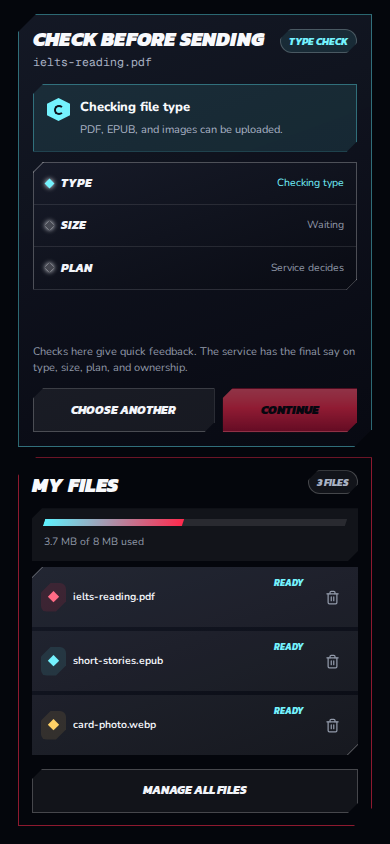 CHECK BEFORE SENDING
TYPE CHECK
ielts-reading.pdf
C
Checking file type
PDF, EPUB, and images can be uploaded.
TYPE
Checking type
SIZE
Waiting
PLAN
Service decides
Checks here give quick feedback. The service has the final say on
type, size, plan, and ownership.
CHOOSE ANOTHER
CONTINUE
MY FILES
3 FILES
3.7 MB of 8 MB used
READY
ielts-reading.pdf
READY
short-stories.epub
READY
card-photo.webp
MANAGE ALL FILES